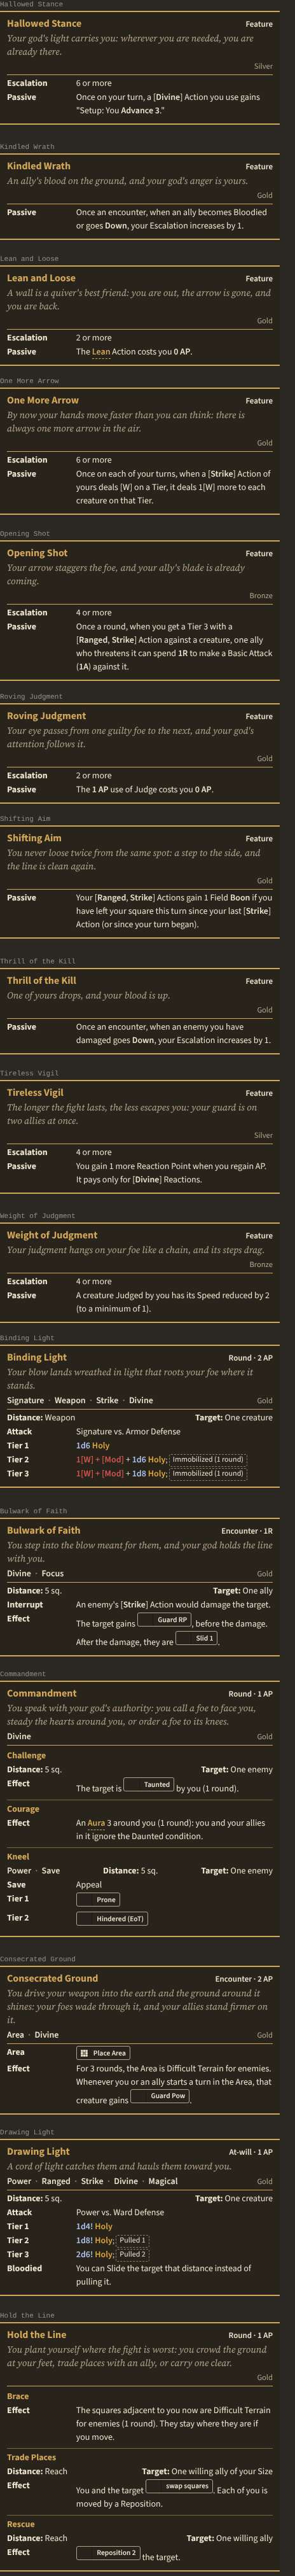 Hallowed Stance
Hallowed Stance Feature
Your god's light carries you: wherever you are needed, you are
already there.
Silver
Escalation 6 or more
Passive Once on your turn, a [Divine] Action you use gains
"Setup: You Advance 3."
Kindled Wrath
Kindled Wrath Feature
An ally's blood on the ground, and your god's anger is yours.
Gold
Passive Once an encounter, when an ally becomes Bloodied
or goes Down, your Escalation increases by 1.
Lean and Loose
Lean and Loose Feature
A wall is a quiver's best friend: you are out, the arrow is gone, and
you are back.
Gold
Escalation 2 or more
Passive The Lean Action costs you 0 AP.
One More Arrow
One More Arrow Feature
By now your hands move faster than you can think: there is
always one more arrow in the air.
Gold
Escalation 6 or more
Passive Once on each of your turns, when a [Strike] Action of
yours deals [W] on a Tier, it deals 1[W] more to each
creature on that Tier.
Opening Shot
Opening Shot Feature
Your arrow staggers the foe, and your ally's blade is already
coming.
Bronze
Escalation 4 or more
Passive Once a round, when you get a Tier 3 with a
[Ranged, Strike] Action against a creature, one ally
who threatens it can spend 1R to make a Basic Attack
(1A) against it.
Roving Judgment
Roving Judgment Feature
Your eye passes from one guilty foe to the next, and your god's
attention follows it.
Gold
Escalation 2 or more
Passive The 1 AP use of Judge costs you 0 AP.
Shifting Aim
Shifting Aim Feature
You never loose twice from the same spot: a step to the side, and
the line is clean again.
Gold
Passive Your [Ranged, Strike] Actions gain 1 Field Boon if you
have left your square this turn since your last [Strike]
Action (or since your turn began).
Thrill of the Kill
Thrill of the Kill Feature
One of yours drops, and your blood is up.
Gold
Passive Once an encounter, when an enemy you have
damaged goes Down, your Escalation increases by 1.
Tireless Vigil
Tireless Vigil Feature
The longer the fight lasts, the less escapes you: your guard is on
two allies at once.
Silver
Escalation 4 or more
Passive You gain 1 more Reaction Point when you regain AP.
It pays only for [Divine] Reactions.
Weight of Judgment
Weight of Judgment Feature
Your judgment hangs on your foe like a chain, and its steps drag.
Bronze
Escalation 4 or more
Passive A creature Judged by you has its Speed reduced by 2
(to a minimum of 1).
Binding Light
Binding Light Round · 2 AP
Your blow lands wreathed in light that roots your foe where it
stands.
Signature · Weapon · Strike · Divine Gold
Distance: Weapon Target: One creature
Attack Signature vs. Armor Defense
Tier 1 1d6 Holy
Tier 2 1[W] + [Mod] + 1d6 Holy; Immobilized (1 round)
Tier 3 1[W] + [Mod] + 1d8 Holy; Immobilized (1 round)
Bulwark of Faith
Bulwark of Faith Encounter · 1R
You step into the blow meant for them, and your god holds the line
with you.
Divine · Focus Gold
Distance: 5 sq. Target: One ally
Interrupt An enemy's [Strike] Action would damage the target.
Effect The target gains Guard RP, before the damage.
After the damage, they are Slid 1.
Commandment
Commandment Round · 1 AP
You speak with your god's authority: you call a foe to face you,
steady the hearts around you, or order a foe to its knees.
Divine Gold
Challenge
Distance: 5 sq. Target: One enemy
Effect The target is Taunted by you (1 round).
Courage
Effect An Aura 3 around you (1 round): you and your allies
in it ignore the Daunted condition.
Kneel
Power · Save Distance: 5 sq. Target: One enemy
Save Appeal
Tier 1 Prone
Tier 2 Hindered (EoT)
Consecrated Ground
Consecrated Ground Encounter · 2 AP
You drive your weapon into the earth and the ground around it
shines: your foes wade through it, and your allies stand firmer on
it.
Area · Divine Gold
Area Place Area
Effect For 3 rounds, the Area is Difficult Terrain for enemies.
Whenever you or an ally starts a turn in the Area, that
creature gains Guard Pow.
Drawing Light
Drawing Light At-will · 1 AP
A cord of light catches them and hauls them toward you.
Power · Ranged · Strike · Divine · Magical Gold
Distance: 5 sq. Target: One creature
Attack Power vs. Ward Defense
Tier 1 1d4! Holy
Tier 2 1d8! Holy; Pulled 1
Tier 3 2d6! Holy; Pulled 2
Bloodied You can Slide the target that distance instead of
pulling it.
Hold the Line
Hold the Line Round · 1 AP
You plant yourself where the fight is worst: you crowd the ground
at your feet, trade places with an ally, or carry one clear.
Gold
Brace
Effect The squares adjacent to you now are Difficult Terrain
for enemies (1 round). They stay where they are if
you move.
Trade Places
Distance: Reach Target: One willing ally of your Size
Effect You and the target swap squares. Each of you is
moved by a Reposition.
Rescue
Distance: Reach Target: One willing ally
Effect Reposition 2 the target.